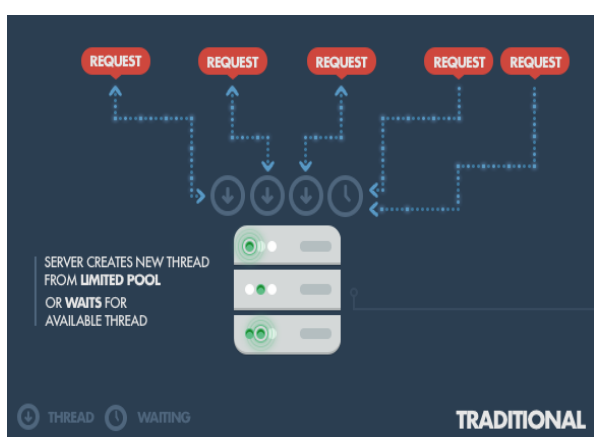 REQUEST REQUEST REQUEST REQUEST REQUEST
SERVER CREATES NEW THREAD
FROM LIMITED POOL
OR WAITS FOR
AVAILABLE THREAD
THREAD WAITING
TRADITIONAL